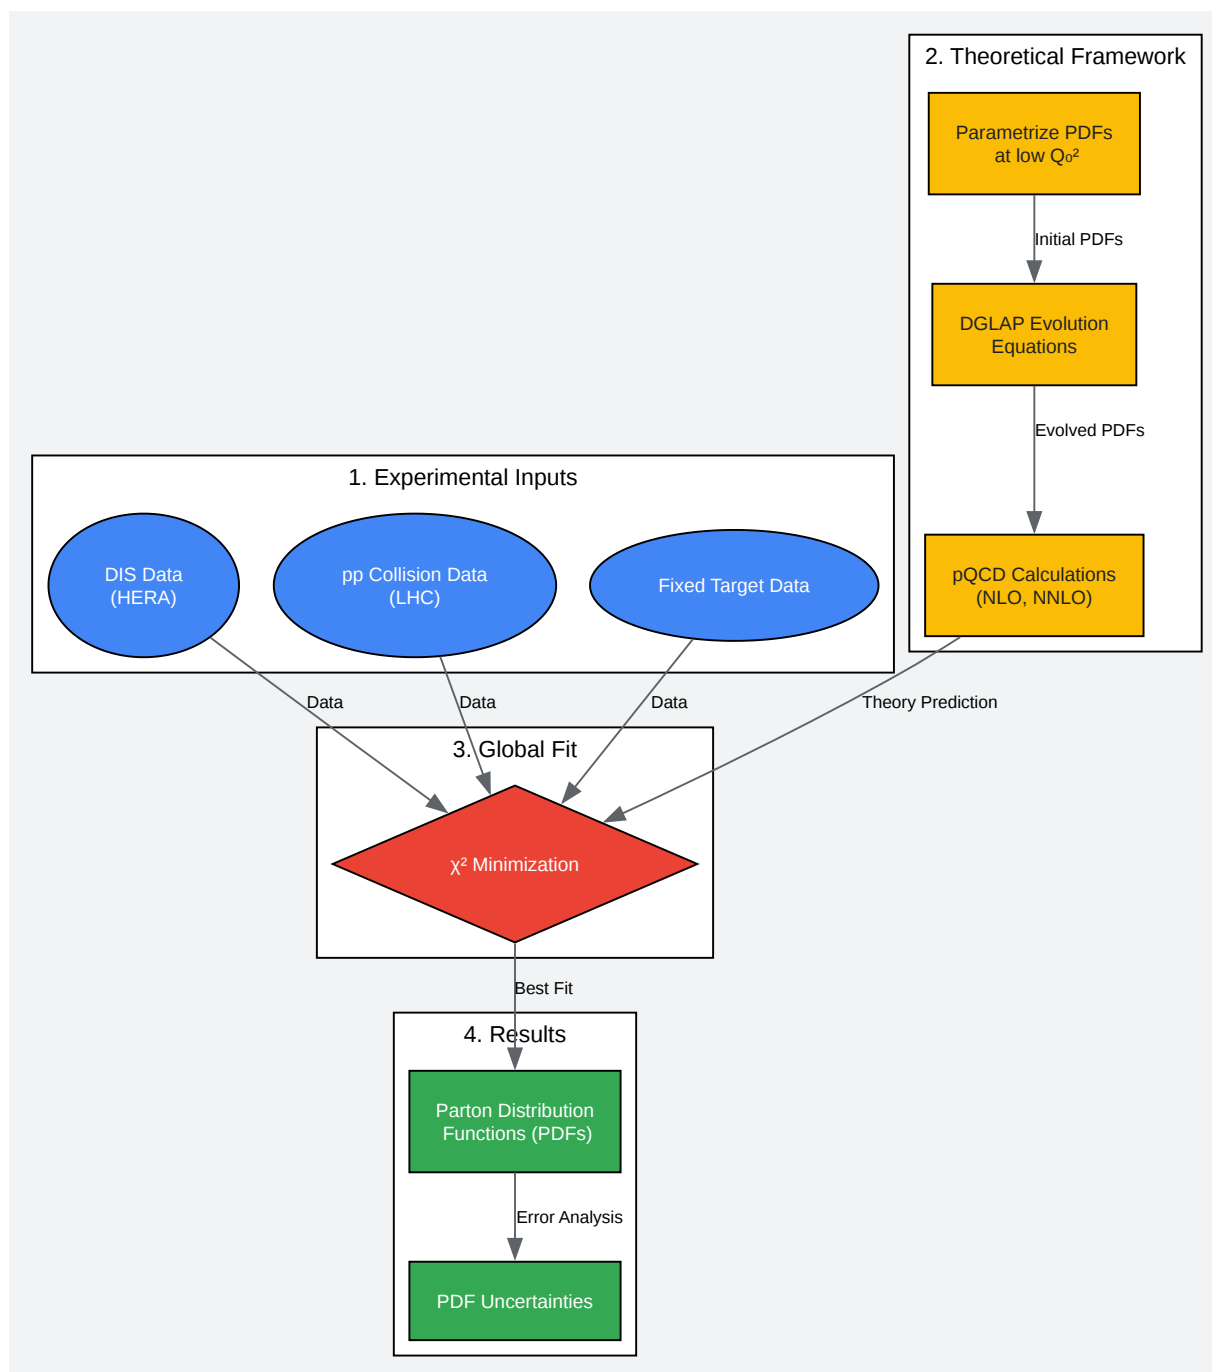 2. Theoretical Framework
Parametrize PDFs
at low Q₀²
Initial PDFs
DGLAP Evolution
Equations
Evolved PDFs
pQCD Calculations
(NLO, NNLO)
1. Experimental Inputs
DIS Data
(HERA)
pp Collision Data
(LHC)
Fixed Target Data
Data
Data
Data
Theory Prediction
3. Global Fit
χ² Minimization
Best Fit
4. Results
Parton Distribution
Functions (PDFs)
Error Analysis
PDF Uncertainties